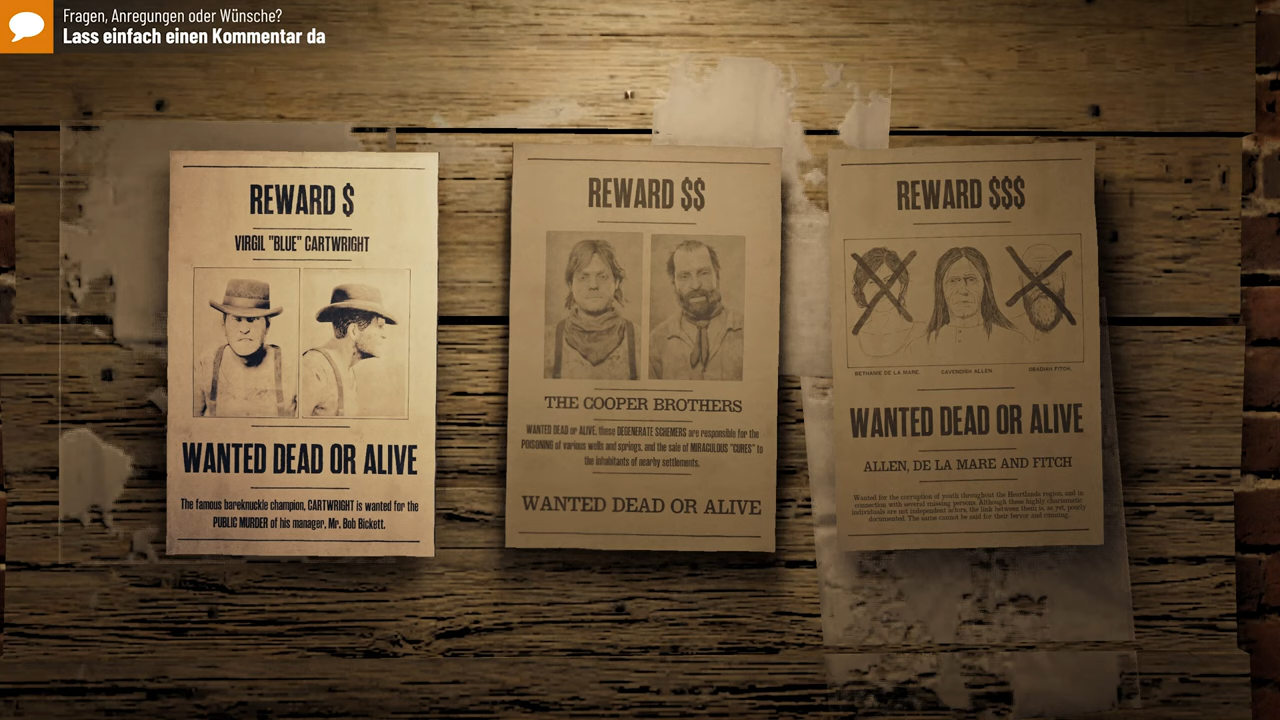 Fragen, Anregungen oder Wünsche?
Lass einfach einen Kommentar da
REWARD $
VIRGIL "BLUE" CARTWRIGHT
WANTED DEAD OR ALIVE
The famous bareknuckle champion, CARTWRIGHT is wanted for the
PUBLIC MURDER of his manager, Mr. Bob Bickett.
REWARD $$
THE COOPER BROTHERS
WANTED DEAD or ALIVE, these DEGENERATE SCHEMERS are responsible for the
POISONING of various wells and springs, and the sale of MIRACULOUS "CURES" to
the inhabitants of nearby settlements.
WANTED DEAD OR ALIVE
REWARD $$$
BETHANIE DE LA MARE. CAVENDISH ALLEN. OBADIAH FITCH.
WANTED DEAD OR ALIVE
ALLEN, DE LA MARE AND FITCH
Wanted for the corruption of youth throughout the Heartlands region, and in
connection with several missing persons. Although these highly charismatic
individuals are not independent actors, the link between them is, as yet, poorly
documented. The same cannot be said for their fervor and cunning.